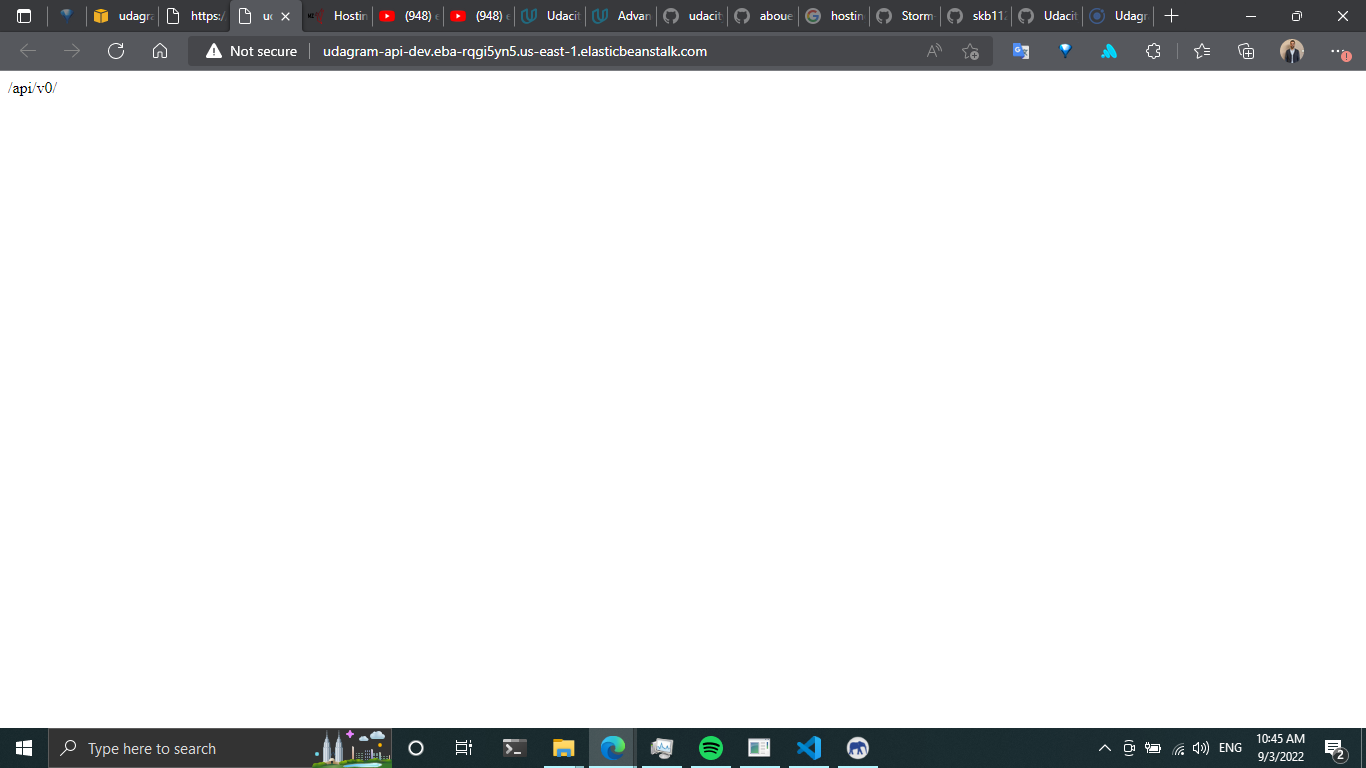 udagra
https:/
Hostin
(948) e
(948) e
Udacit
Advan
udacit
aboue
hostin
Storm
skb11
Udacit
Udagr
Not secure
udagram-api-dev.eba-rqgi5yn5.us-east-1.elasticbeanstalk.com
/api/v0/
Type here to search
ENG
10:45 AM
9/3/2022
2